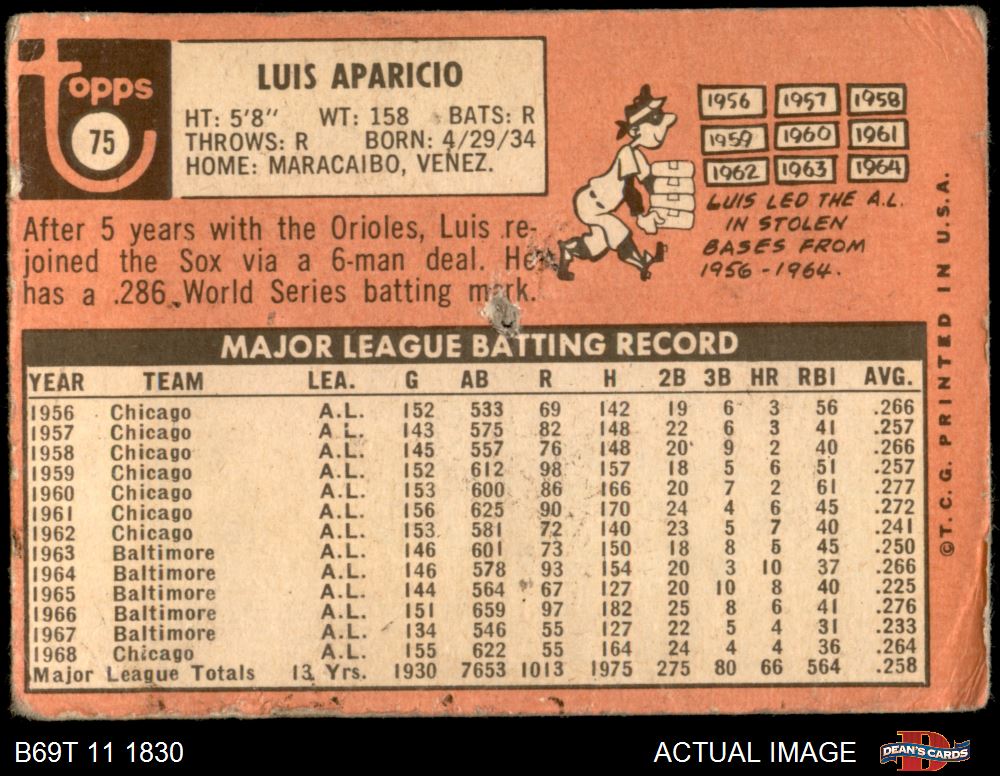 Topps
75
LUIS APARICIO
HT: 5'8" WT: 158 BATS: R
THROWS: R BORN: 4/29/34
HOME: MARACAIBO, VENEZ.
After 5 years with the Orioles, Luis re-
joined the Sox via a 6-man deal. He
has a .286 World Series batting mark.
1956 1957 1958
1959 1960 1961
1962 1963 1964
LUIS LED THE A.L.
IN STOLEN
BASES FROM
1956-1964.
MAJOR LEAGUE BATTING RECORD
YEAR TEAM LEA. G AB R H 2B 3B HR RBI AVG.
1956 Chicago A.L. 152 533 69 142 19 6 3 56 .266
1957 Chicago A.L. 143 575 82 148 22 6 3 41 .257
1958 Chicago A.L. 145 557 76 148 20 9 2 40 .266
1959 Chicago A.L. 152 612 98 157 18 5 6 51 .257
1960 Chicago A.L. 153 600 86 166 20 7 2 61 .277
1961 Chicago A.L. 156 625 90 170 24 4 6 45 .272
1962 Chicago A.L. 153 581 72 140 23 5 7 40 .241
1963 Baltimore A.L. 146 601 73 150 18 8 5 45 .250
1964 Baltimore A.L. 146 578 93 154 20 3 10 37 .266
1965 Baltimore A.L. 144 564 67 127 20 10 8 40 .225
1966 Baltimore A.L. 151 659 97 182 25 8 6 41 .276
1967 Baltimore A.L. 134 546 55 127 22 5 4 31 .233
1968 Chicago A.L. 155 622 55 164 24 4 4 36 .264
Major League Totals 13 Yrs. 1930 7653 1013 1975 275 80 66 564 .258
©T.C.G. PRINTED IN U.S.A.
B69T 11 1830
ACTUAL IMAGE
D
DEAN'S CARDS